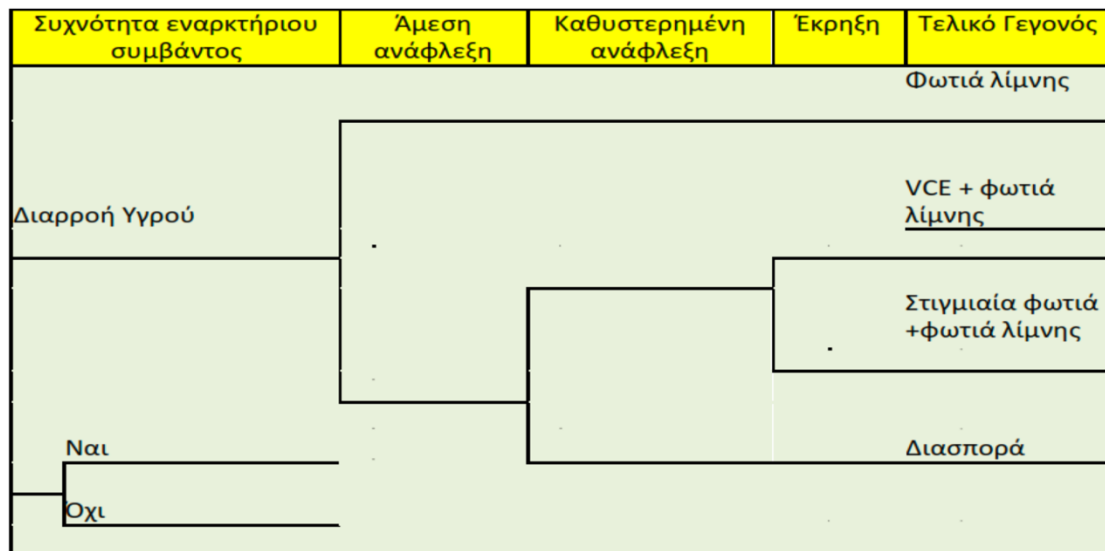 Συχνότητα εναρκτήριου
συμβάντος
Άμεση
ανάφλεξη
Καθυστερημένη
ανάφλεξη
Έκρηξη
Τελικό Γεγονός
Φωτιά λίμνης
VCE + φωτιά
λίμνης
Διαρροή Υγρού
Στιγμιαία φωτιά
+φωτιά λίμνης
Ναι
Διασπορά
Όχι